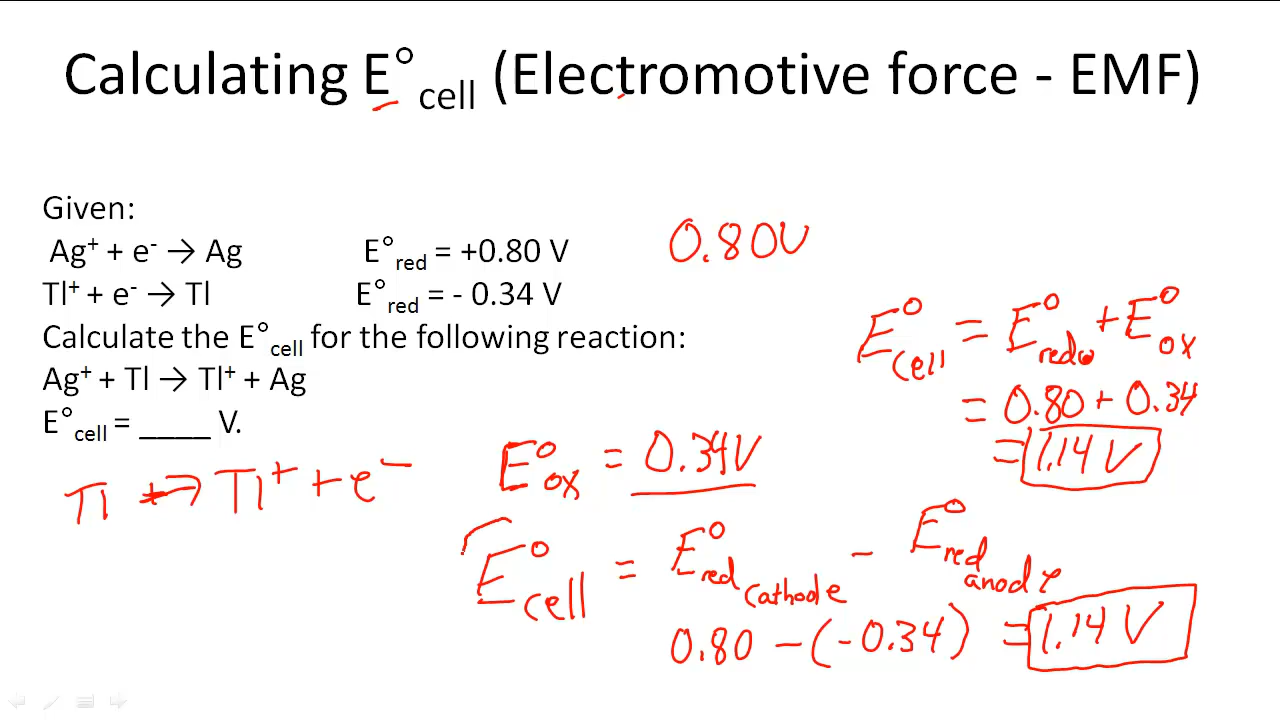 Calculating E°cell (Electromotive force - EMF)
Given:
Ag⁺ + e⁻ → Ag E°red = +0.80 V
0.80V
Tl⁺ + e⁻ → Tl E°red = - 0.34 V
Calculate the E°cell for the following reaction:
Ag⁺ + Tl → Tl⁺ + Ag
E°cell = ____ V.
E°cell = E°redo + E°ox
= 0.80 + 0.34
= 1.14 V
Tl → Tl⁺ + e⁻
E°ox = 0.34V
E°cell = E°red cathode - E°red anode
0.80 - (-0.34) = 1.14 V